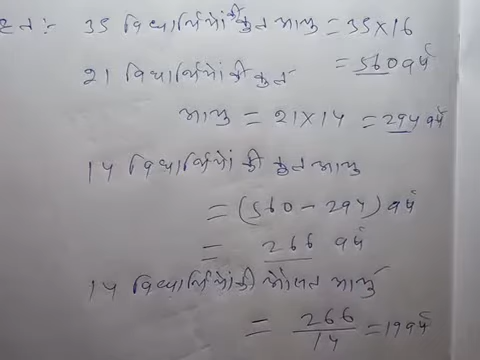 हल:- 35 विद्यार्थियों की कुल आयु = 35×16
= 560 वर्ष
21 विद्यार्थियों की कुल
आयु = 21×14 = 294 वर्ष
14 विद्यार्थियों की कुल आयु
= (560 - 294) वर्ष
= 266 वर्ष
14 विद्यार्थियों की औसत आयु
= 266/14 = 19 वर्ष